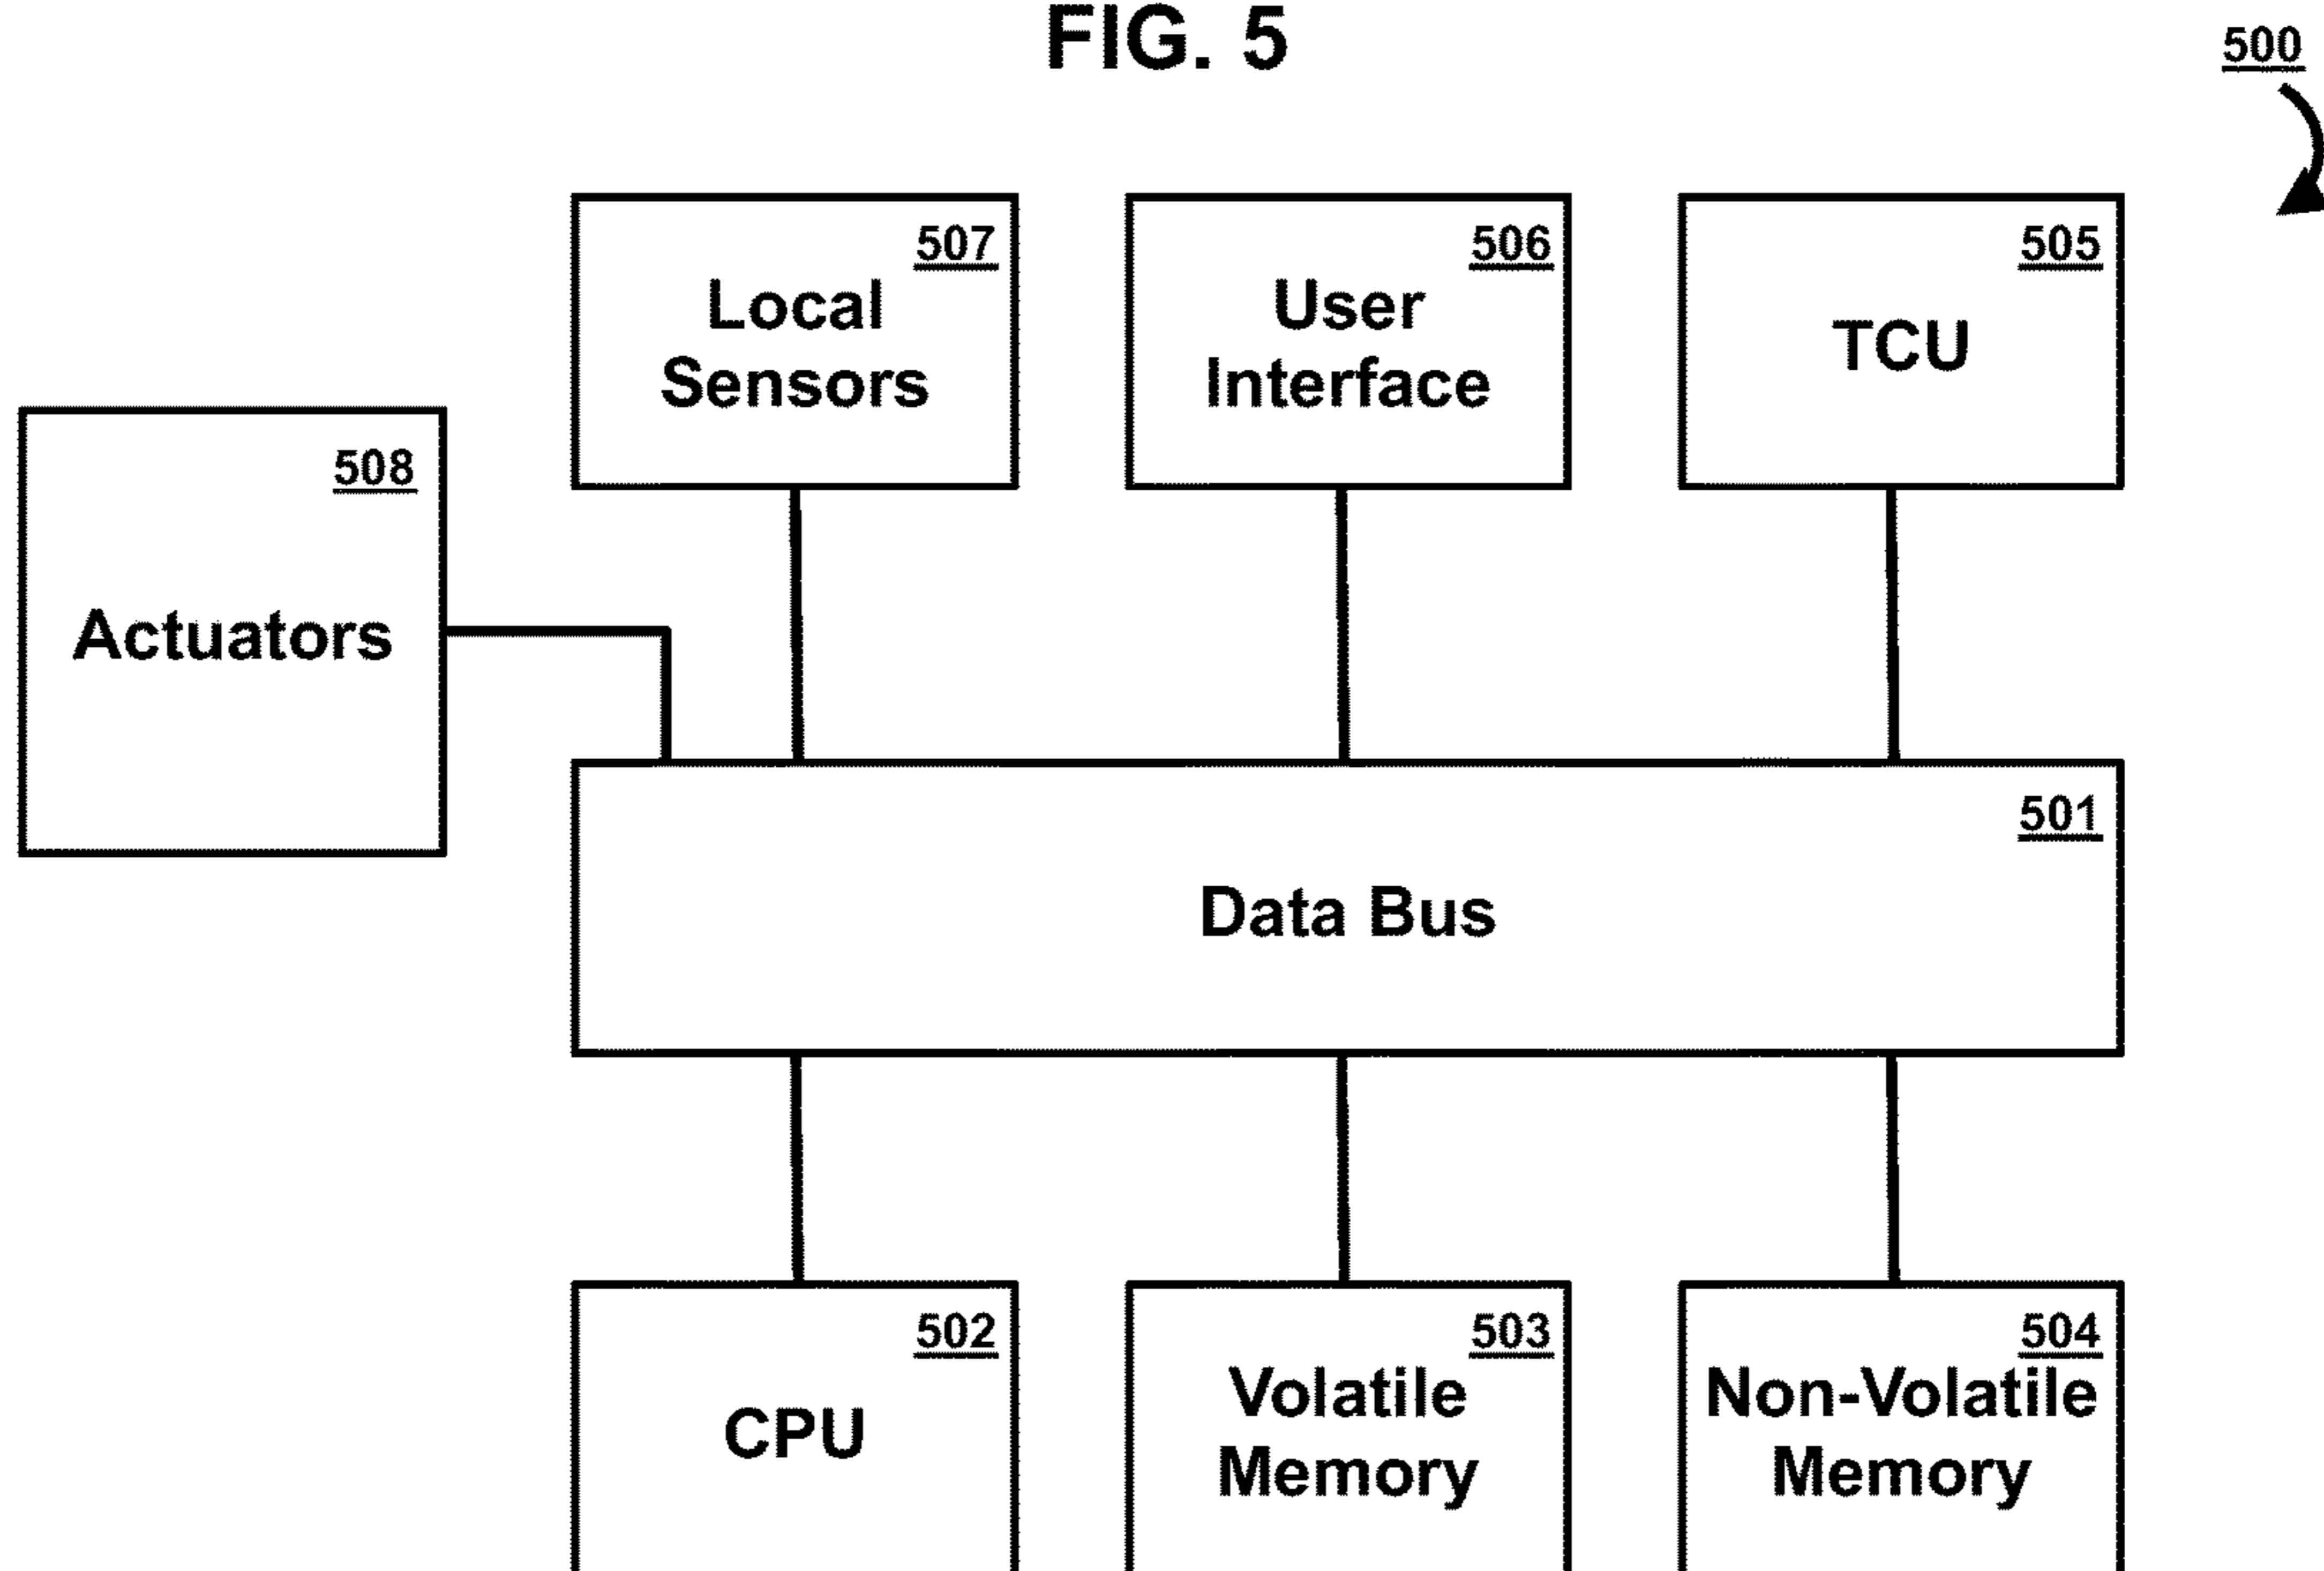 FIG. 5
500
507
Local
Sensors
506
User
Interface
505
TCU
508
Actuators
501
Data Bus
502
CPU
503
Volatile
Memory
504
Non-Volatile
Memory